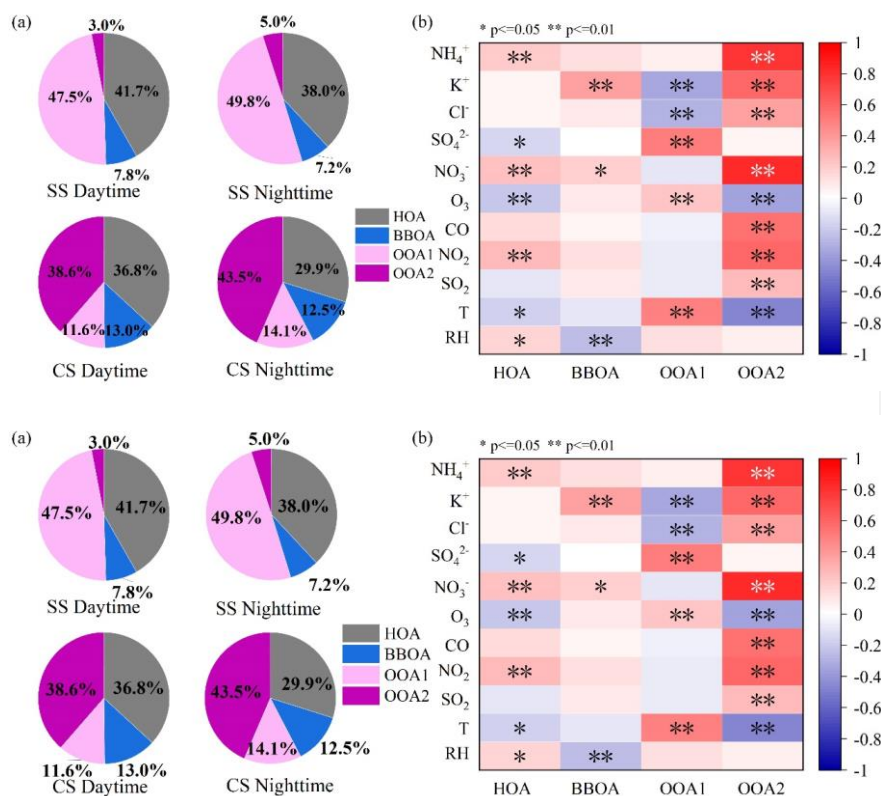 (a)
3.0%
47.5%
41.7%
7.8%
SS Daytime
5.0%
49.8%
38.0%
7.2%
SS Nighttime
HOA
BBOA
OOA1
OOA2
38.6%
36.8%
11.6%
13.0%
CS Daytime
43.5%
29.9%
12.5%
14.1%
CS Nighttime
(b)
* p<=0.05 ** p<=0.01
NH₄⁺ ** **
K⁺ ** ** **
Cl⁻ ** **
SO₄²⁻ * **
NO₃⁻ ** * **
O₃ ** ** **
CO **
NO₂ ** **
SO₂ **
T * ** **
RH * **
HOA BBOA OOA1 OOA2
1
0.8
0.6
0.4
0.2
0
-0.2
-0.4
-0.6
-0.8
-1
(a)
3.0%
47.5%
41.7%
7.8%
SS Daytime
5.0%
49.8%
38.0%
7.2%
SS Nighttime
HOA
BBOA
OOA1
OOA2
38.6%
36.8%
11.6%
13.0%
CS Daytime
43.5%
29.9%
14.1%
12.5%
CS Nighttime
(b)
* p<=0.05 ** p<=0.01
NH₄⁺ ** **
K⁺ ** ** **
Cl⁻ ** **
SO₄²⁻ * **
NO₃⁻ ** * **
O₃ ** ** **
CO **
NO₂ ** **
SO₂ **
T * ** **
RH * **
HOA BBOA OOA1 OOA2
1
0.8
0.6
0.4
0.2
0
-0.2
-0.4
-0.6
-0.8
-1